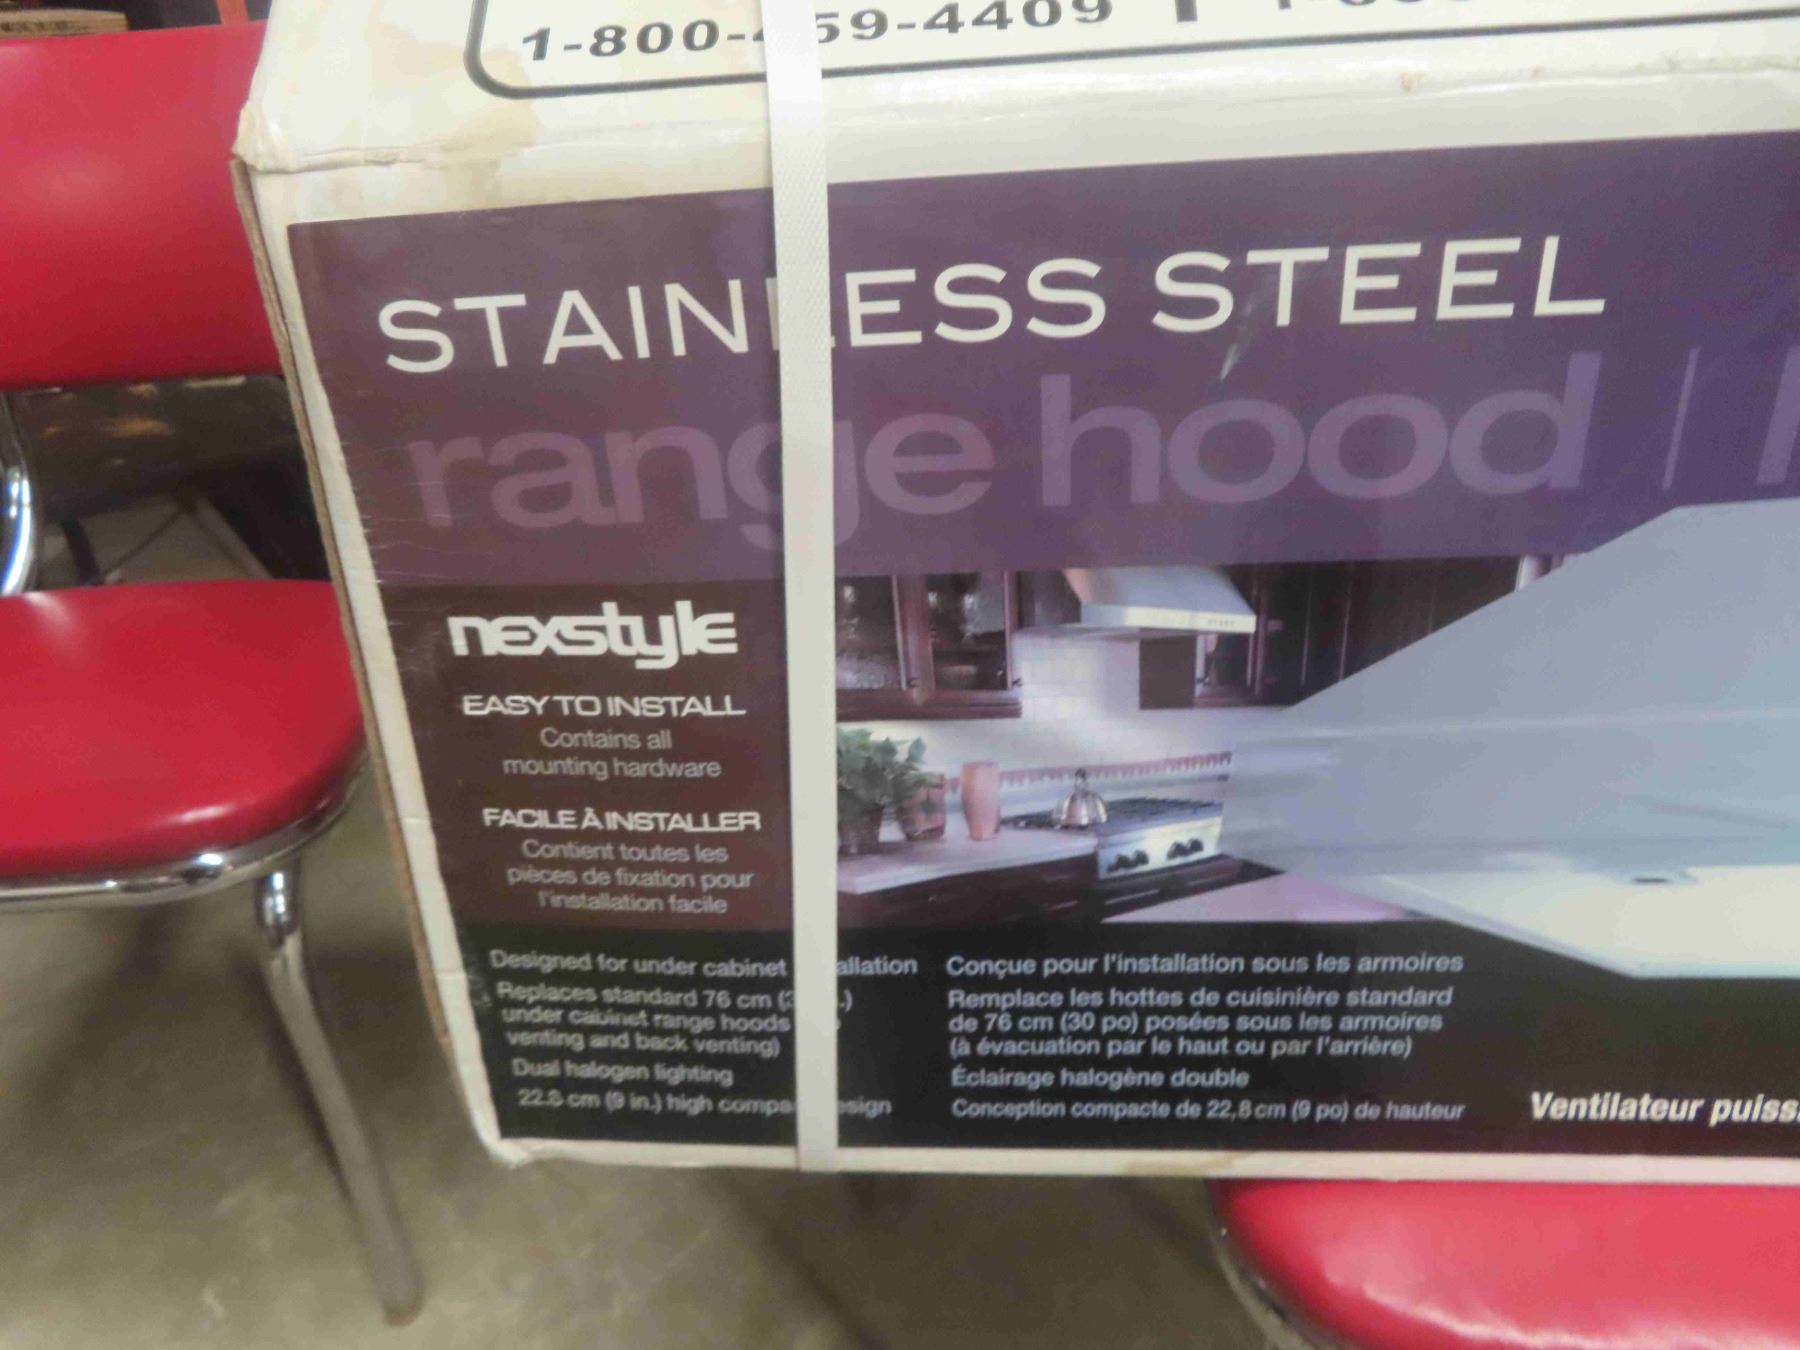 1-800- 59-4409
STAIN ESS STEEL
range hood |
nexstyle
EASY TO INSTALL
Contains all
mounting hardware
FACILE À INSTALLER
Contient toutes les
pièces de fixation pour
l'installation facile
Designed for under cabinet allation
Replaces standard 76 cm ( .)
under cabinet range hoods
venting and back venting)
Dual halogen lighting
22.8 cm (9 in.) high compa esign
Conçue pour l'installation sous les armoires
Remplace les hottes de cuisinière standard
de 76 cm (30 po) posées sous les armoires
(à évacuation par le haut ou par l'arrière)
Éclairage halogène double
Conception compacte de 22,8 cm (9 po) de hauteur
Ventilateur puiss